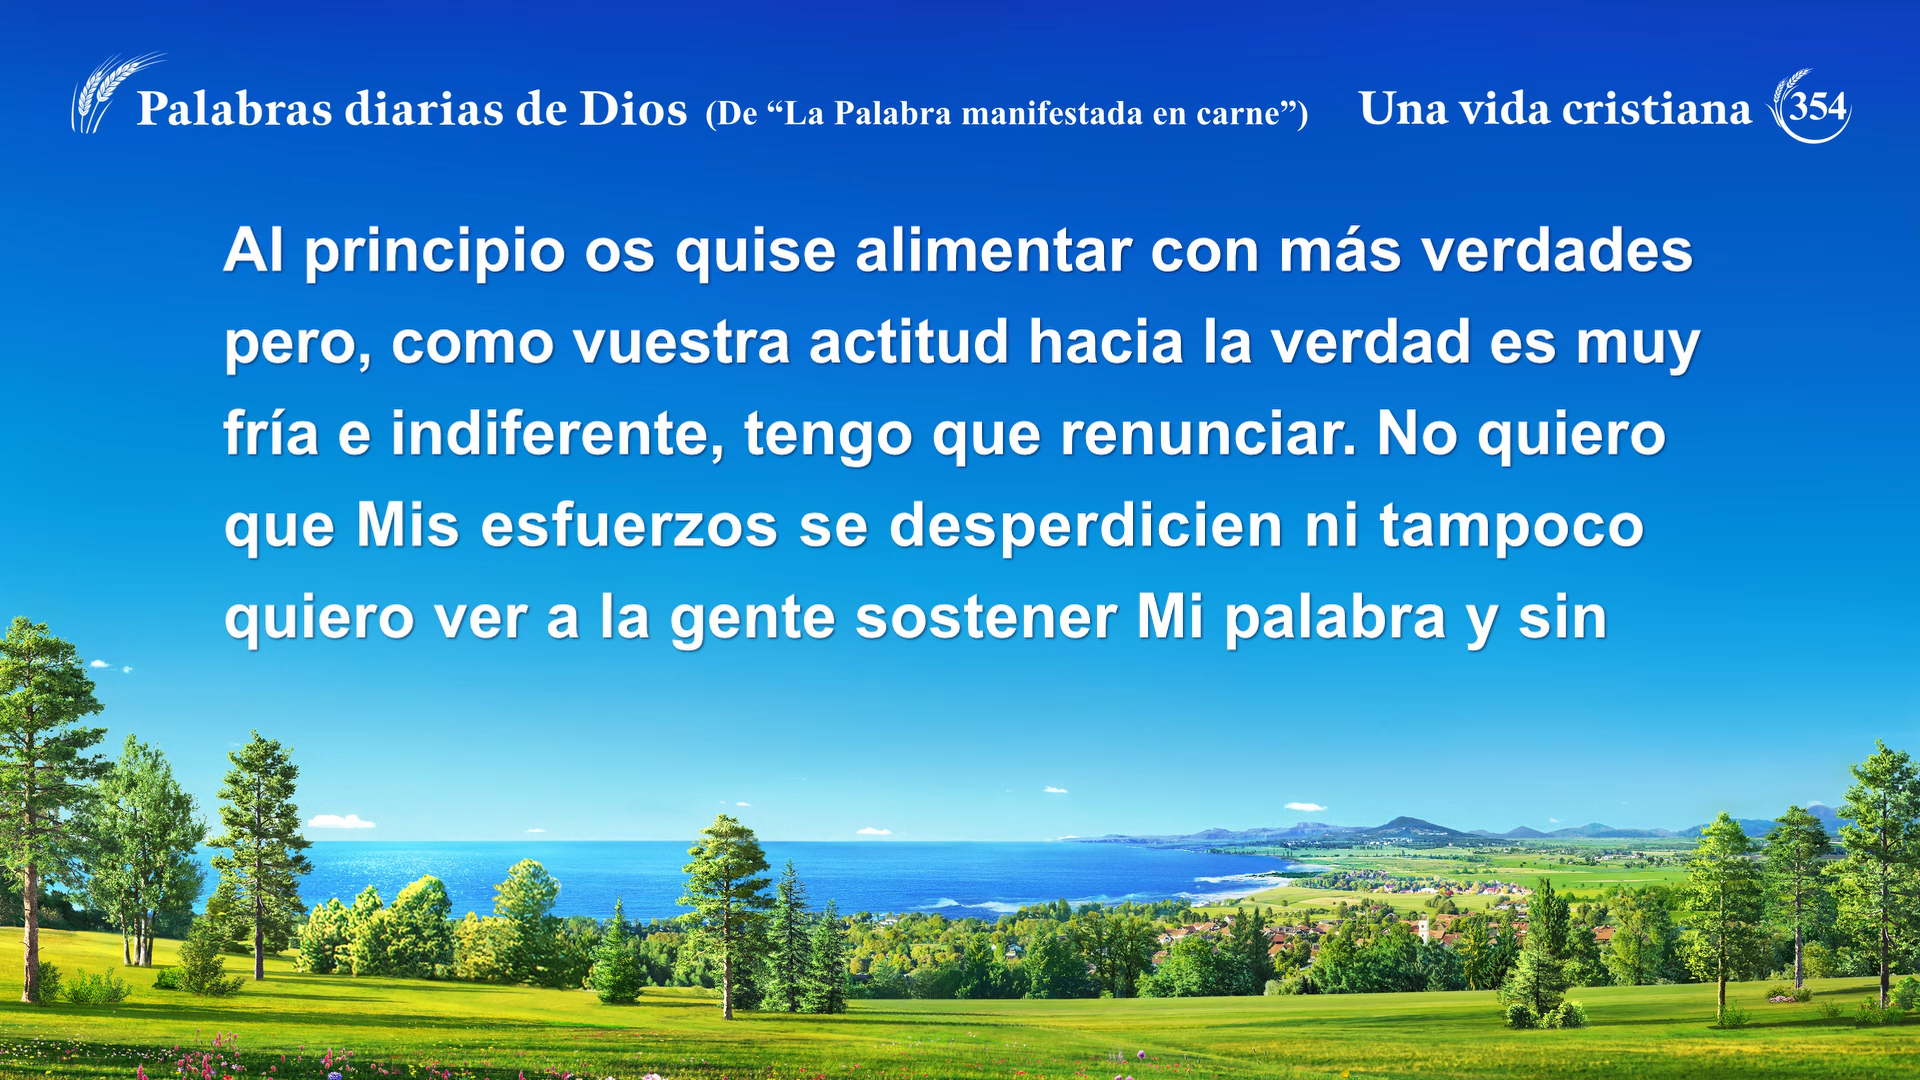 Palabras diarias de Dios (De “La Palabra manifestada en carne”) Una vida cristiana 354
Al principio os quise alimentar con más verdades
pero, como vuestra actitud hacia la verdad es muy
fría e indiferente, tengo que renunciar. No quiero
que Mis esfuerzos se desperdicien ni tampoco
quiero ver a la gente sostener Mi palabra y sin